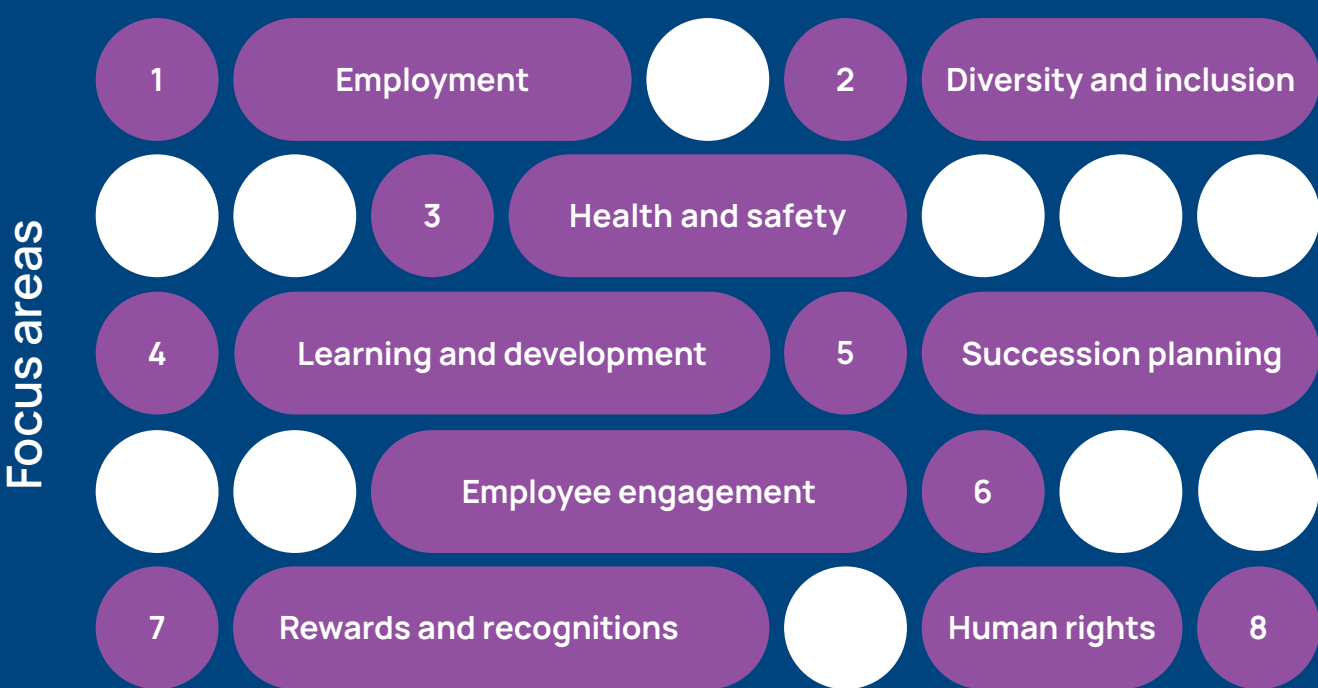 Focus areas
1
Employment
2
Diversity and inclusion
3
Health and safety
4
Learning and development
5
Succession planning
Employee engagement
6
7
Rewards and recognitions
Human rights
8